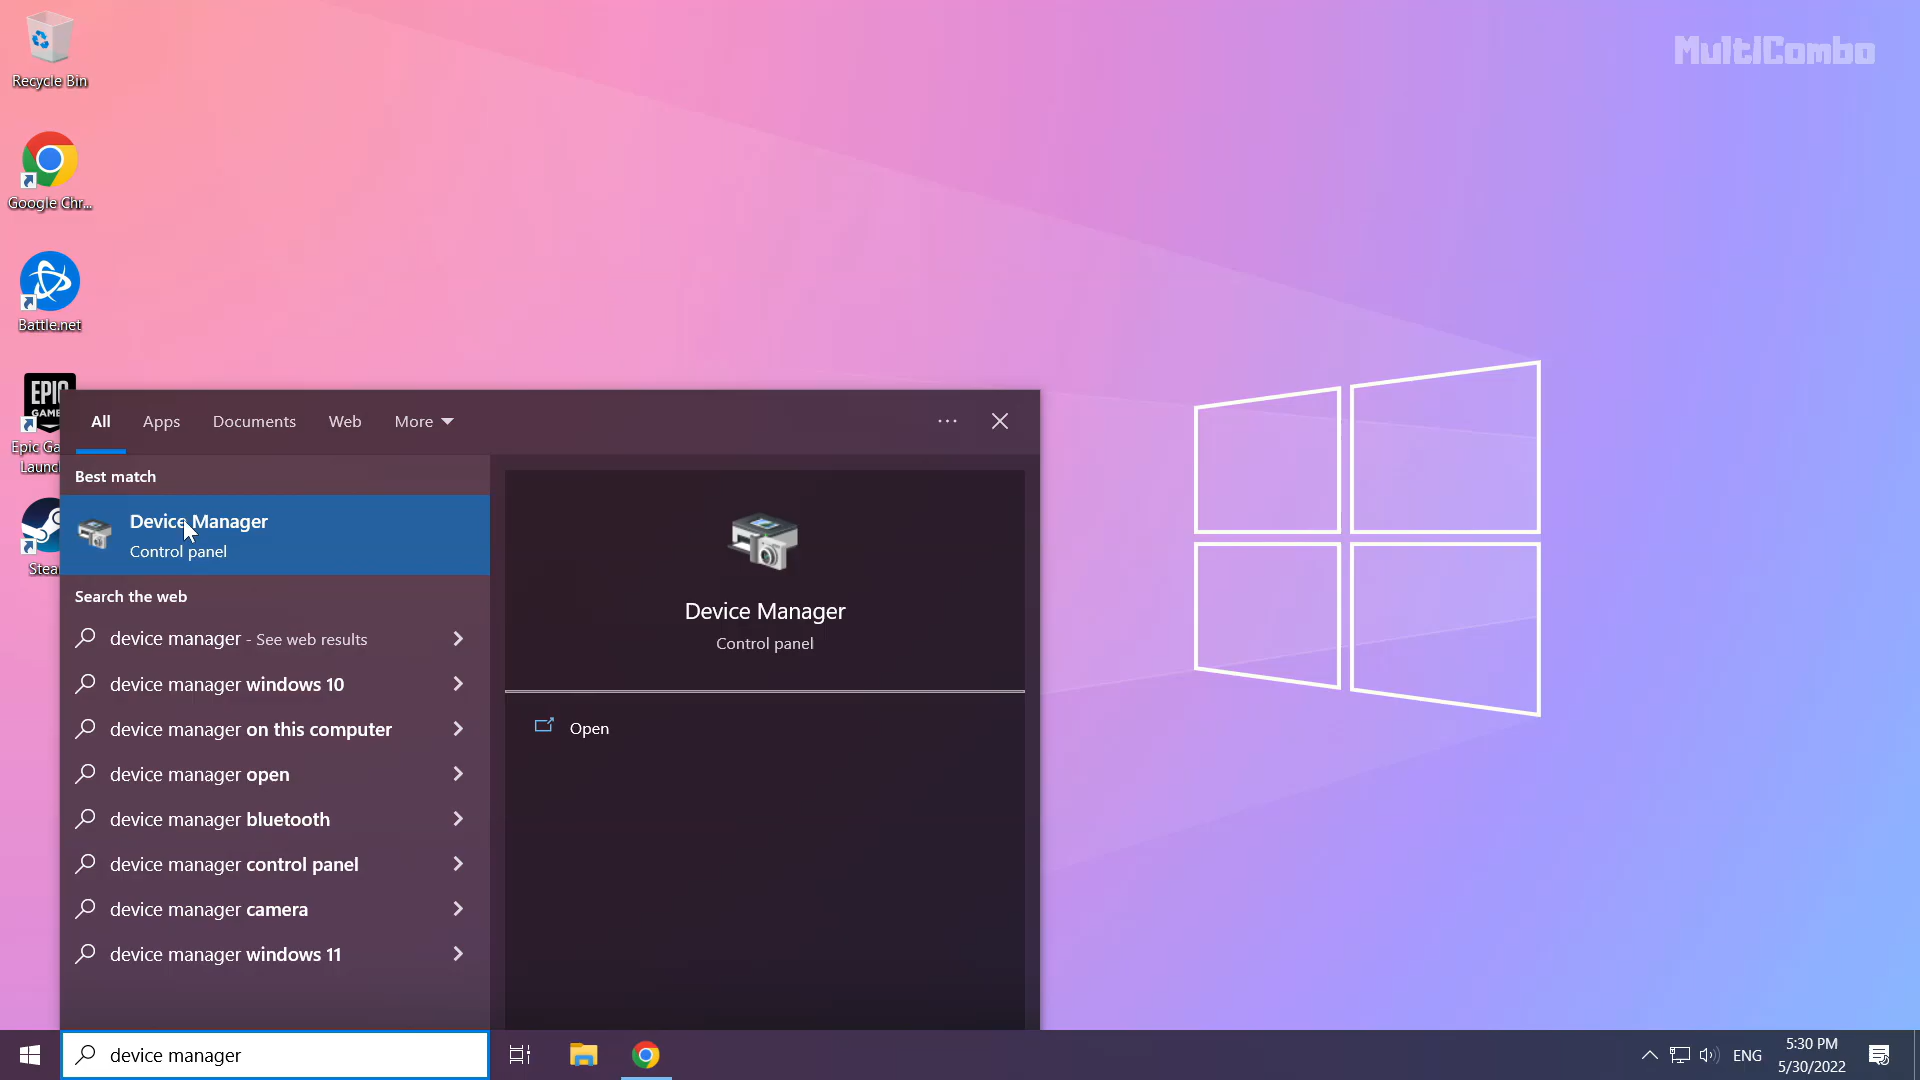 Recycle Bin
MultiCombo
Google Chr...
Battle.net
EPIC
GAME
Epic Ga
Launc
Stea
All
Apps
Documents
Web
More
Best match
Device Manager
Control panel
Search the web
device manager - See web results
device manager windows 10
device manager on this computer
device manager open
device manager bluetooth
device manager control panel
device manager camera
device manager windows 11
Device Manager
Control panel
Open
device manager
ENG
5:30 PM
5/30/2022